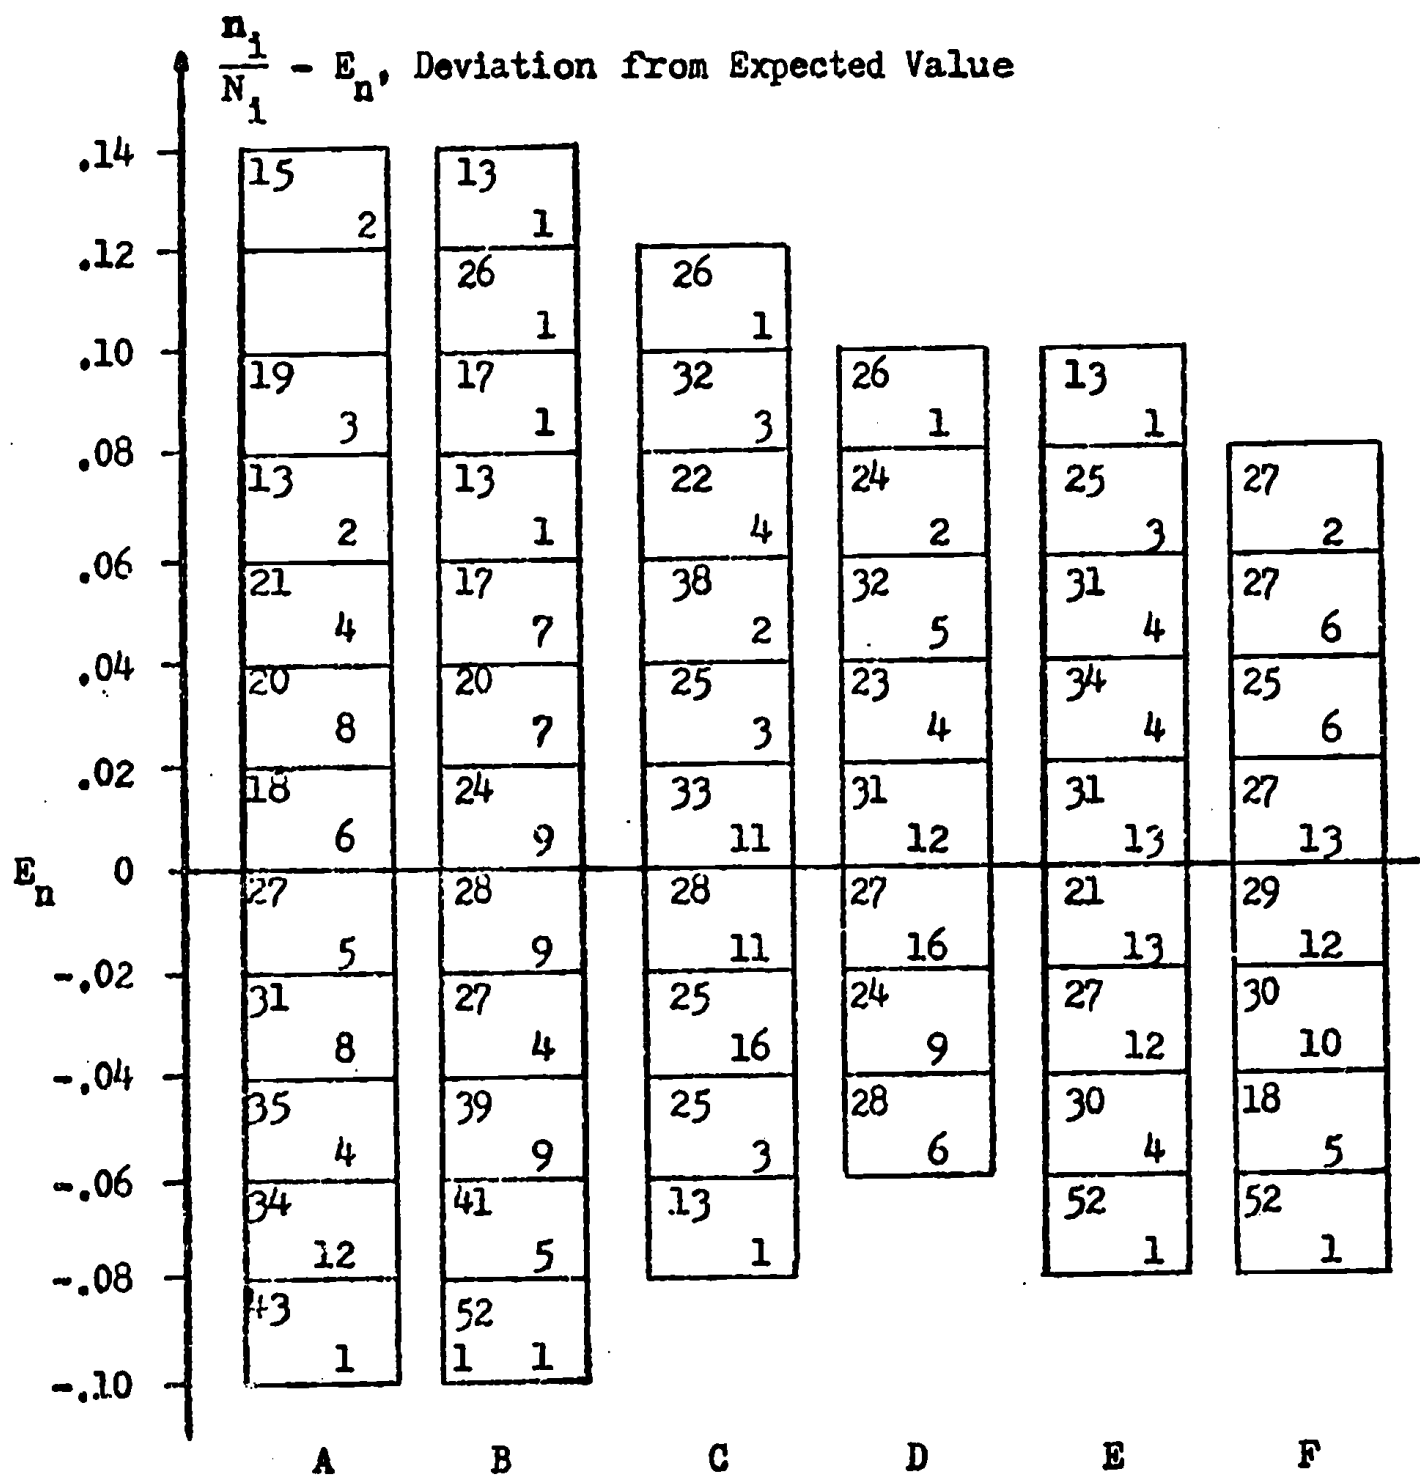 n_i
N_i - E_n, Deviation from Expected Value
.14 15 13
2 1
.12 26 26
1 1
.10 19 17 32 26 13
3 1 3 1 1
.08 13 13 22 24 25 27
2 1 4 2 3 2
.06 21 17 38 32 31 27
4 7 2 5 4 6
.04 20 20 25 23 34 25
8 7 3 4 4 6
.02 18 24 33 31 31 27
6 9 11 12 13 13
E_n 0 27 28 28 27 21 29
5 9 11 16 13 12
-.02 31 27 25 24 27 30
8 4 16 9 12 10
-.04 35 39 25 28 30 18
4 9 3 6 4 5
-.06 34 41 13 52 52
12 5 1 1 1
-.08 43 52
1 1 1
-.10
A B C D E F